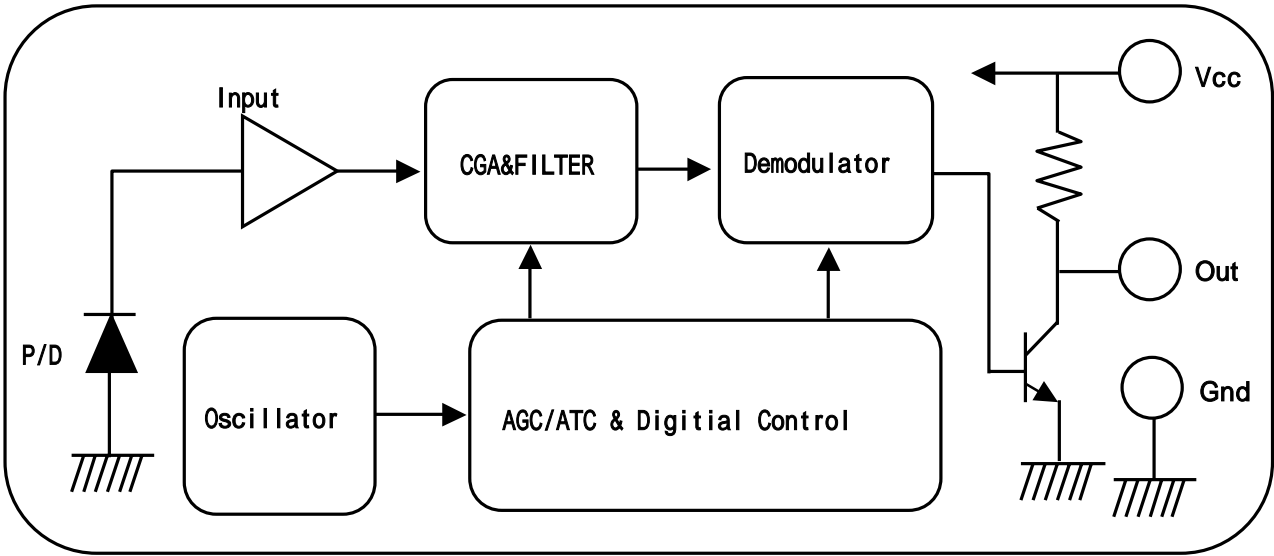 Input
Vcc
CGA&FILTER
Demodulator
Out
P/D
Gnd
Oscillator
AGC/ATC & Digitial Control